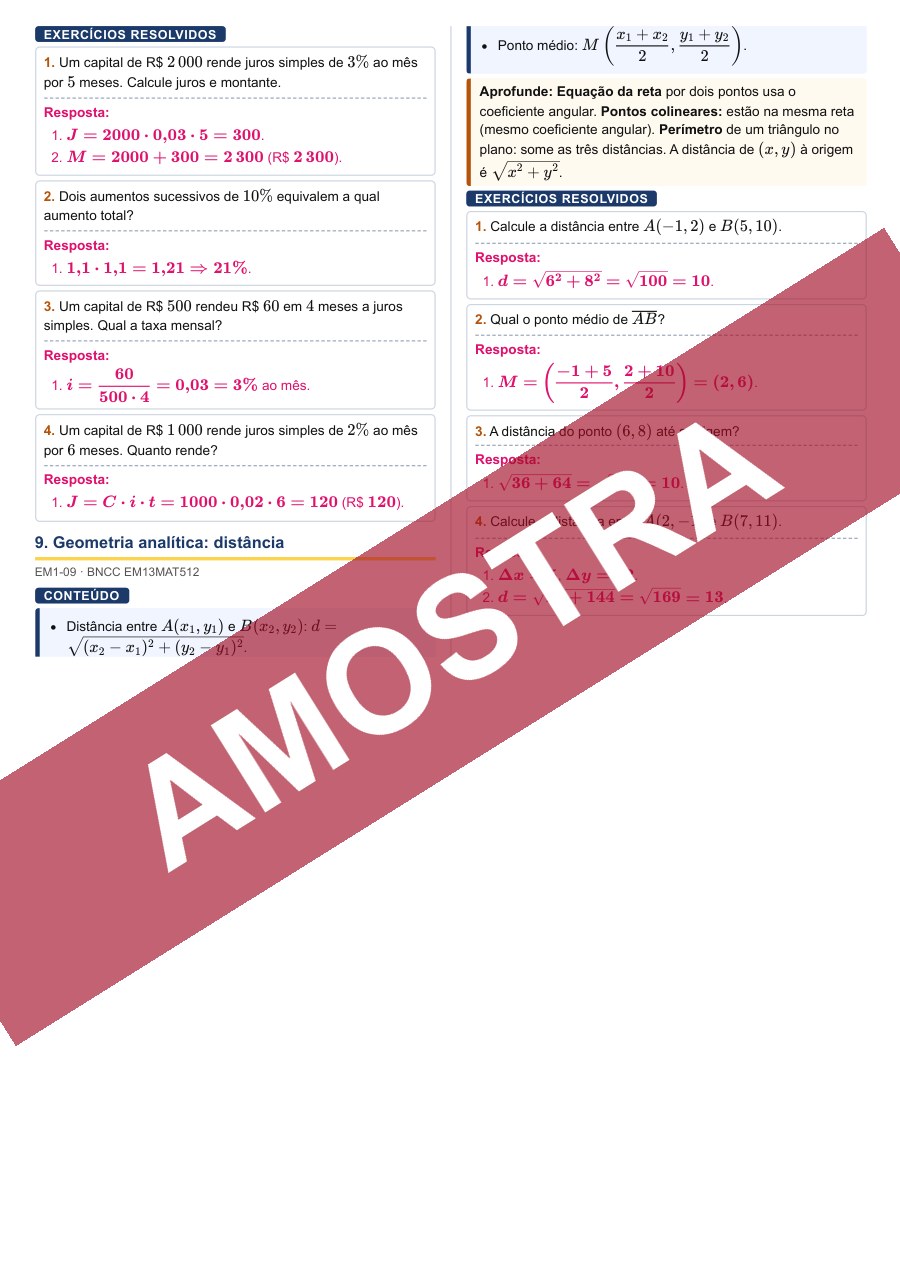 EXERCÍCIOS RESOLVIDOS
1. Um capital de R$ 2 000 rende juros simples de 3% ao mês
por 5 meses. Calcule juros e montante.
Resposta:
1. J = 2000 · 0,03 · 5 = 300.
2. M = 2000 + 300 = 2 300 (R$ 2 300).
2. Dois aumentos sucessivos de 10% equivalem a qual
aumento total?
Resposta:
1. 1,1 · 1,1 = 1,21 ⇒ 21%.
3. Um capital de R$ 500 rendeu R$ 60 em 4 meses a juros
simples. Qual a taxa mensal?
Resposta:
1. i = 60 / (500 · 4) = 0,03 = 3% ao mês.
4. Um capital de R$ 1 000 rende juros simples de 2% ao mês
por 6 meses. Quanto rende?
Resposta:
1. J = C · i · t = 1000 · 0,02 · 6 = 120 (R$ 120).
9. Geometria analítica: distância
EM1-09 · BNCC EM13MAT512
CONTEÚDO
• Distância entre A(x₁, y₁) e B(x₂, y₂): d =
√((x₂ − x₁)² + (y₂ − y₁)²).
• Ponto médio: M ((x₁ + x₂)/2, (y₁ + y₂)/2).
Aprofunde: Equação da reta por dois pontos usa o
coeficiente angular. Pontos colineares: estão na mesma reta
(mesmo coeficiente angular). Perímetro de um triângulo no
plano: some as três distâncias. A distância de (x, y) à origem
é √(x² + y²).
EXERCÍCIOS RESOLVIDOS
1. Calcule a distância entre A(−1, 2) e B(5, 10).
Resposta:
1. d = √(6² + 8²) = √100 = 10.
2. Qual o ponto médio de AB?
Resposta:
1. M = ((−1 + 5)/2, (2 + 10)/2) = (2, 6).
3. A distância do ponto (6, 8) até
Resposta:
1. √(36 + 64) = = 10.
4. Calcule A(2, B(7, 11).
1. Δx Δy =
2. d = √ + 144 = √169 = 13.
AMOSTRA